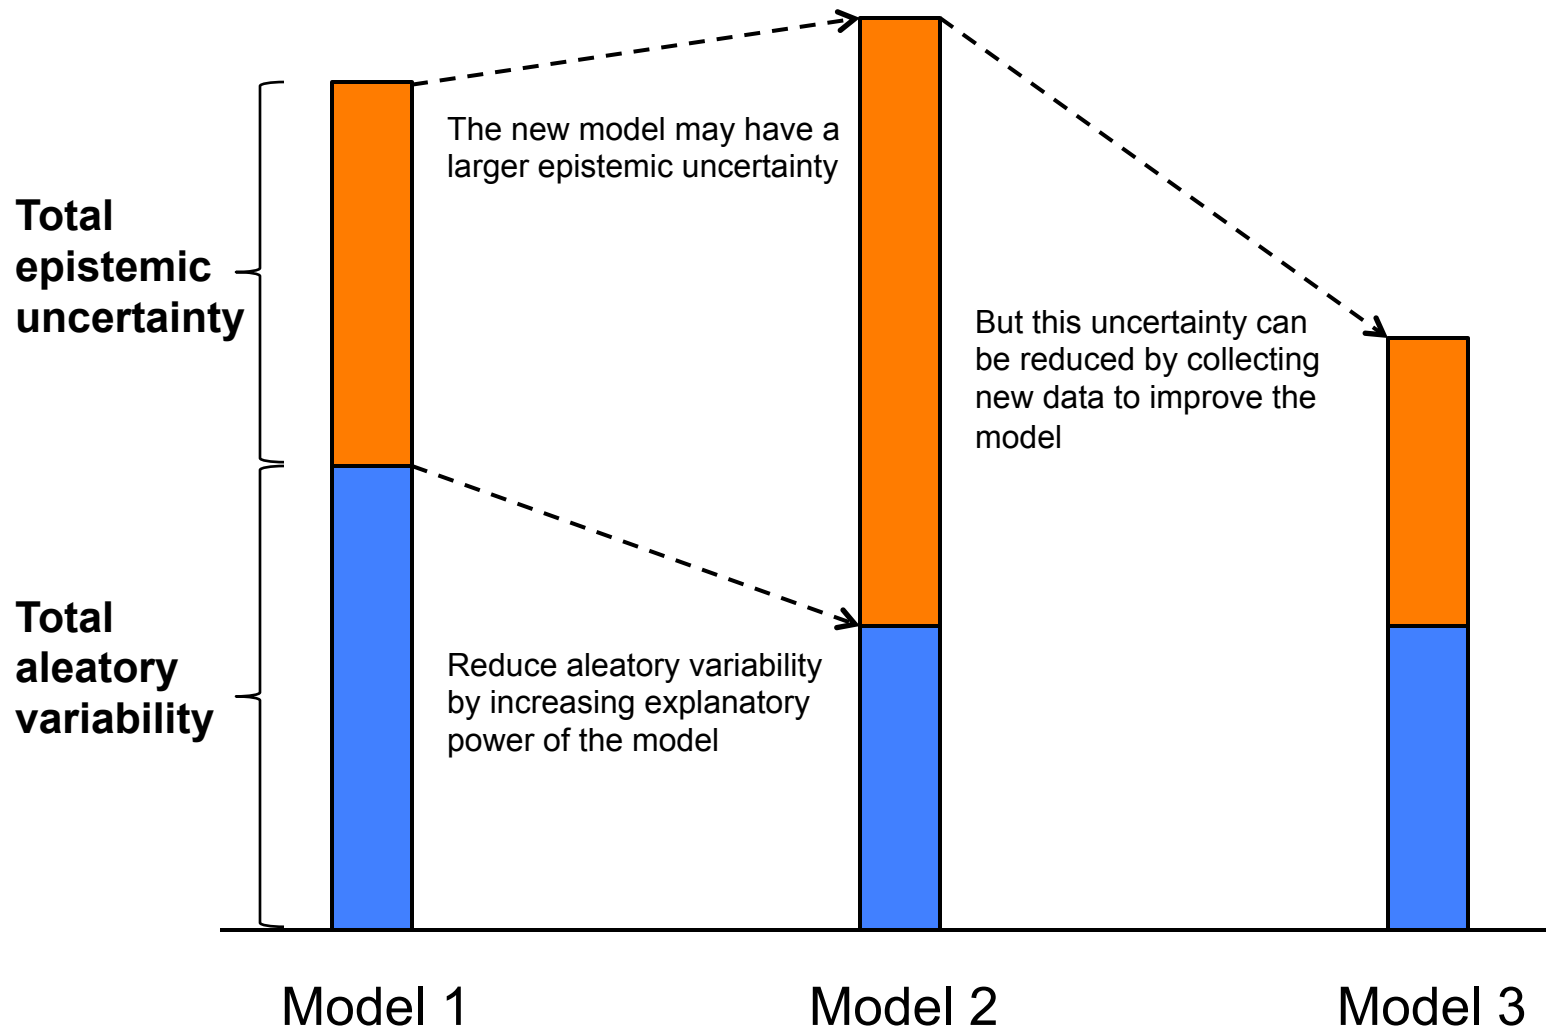 The new model may have a
larger epistemic uncertainty
Total
epistemic
uncertainty
But this uncertainty can
be reduced by collecting
new data to improve the
model
Total
aleatory
variability
Reduce aleatory variability
by increasing explanatory
power of the model
Model 1
Model 2
Model 3